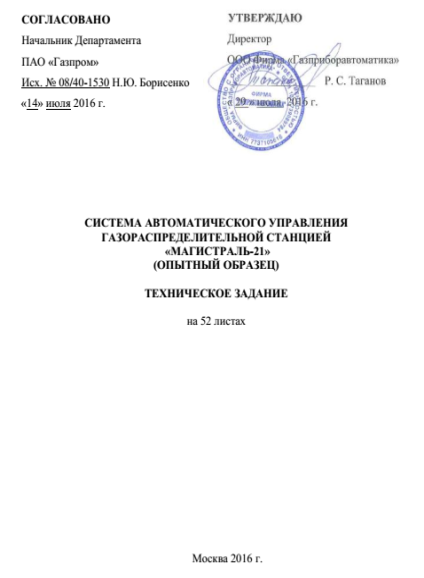 СОГЛАСОВАНО
Начальник Департамента
ПАО «Газпром»
Исх. № 08/40-1530 Н.Ю. Борисенко
«14» июля 2016 г.
УТВЕРЖДАЮ
Директор
ООО Фирма «Газприборавтоматика»
Р. С. Таганов
« 20 » июля 2016 г.
ФИРМА
СИСТЕМА АВТОМАТИЧЕСКОГО УПРАВЛЕНИЯ
ГАЗОРАСПРЕДЕЛИТЕЛЬНОЙ СТАНЦИЕЙ
«МАГИСТРАЛЬ-21»
(ОПЫТНЫЙ ОБРАЗЕЦ)
ТЕХНИЧЕСКОЕ ЗАДАНИЕ
на 52 листах
Москва 2016 г.